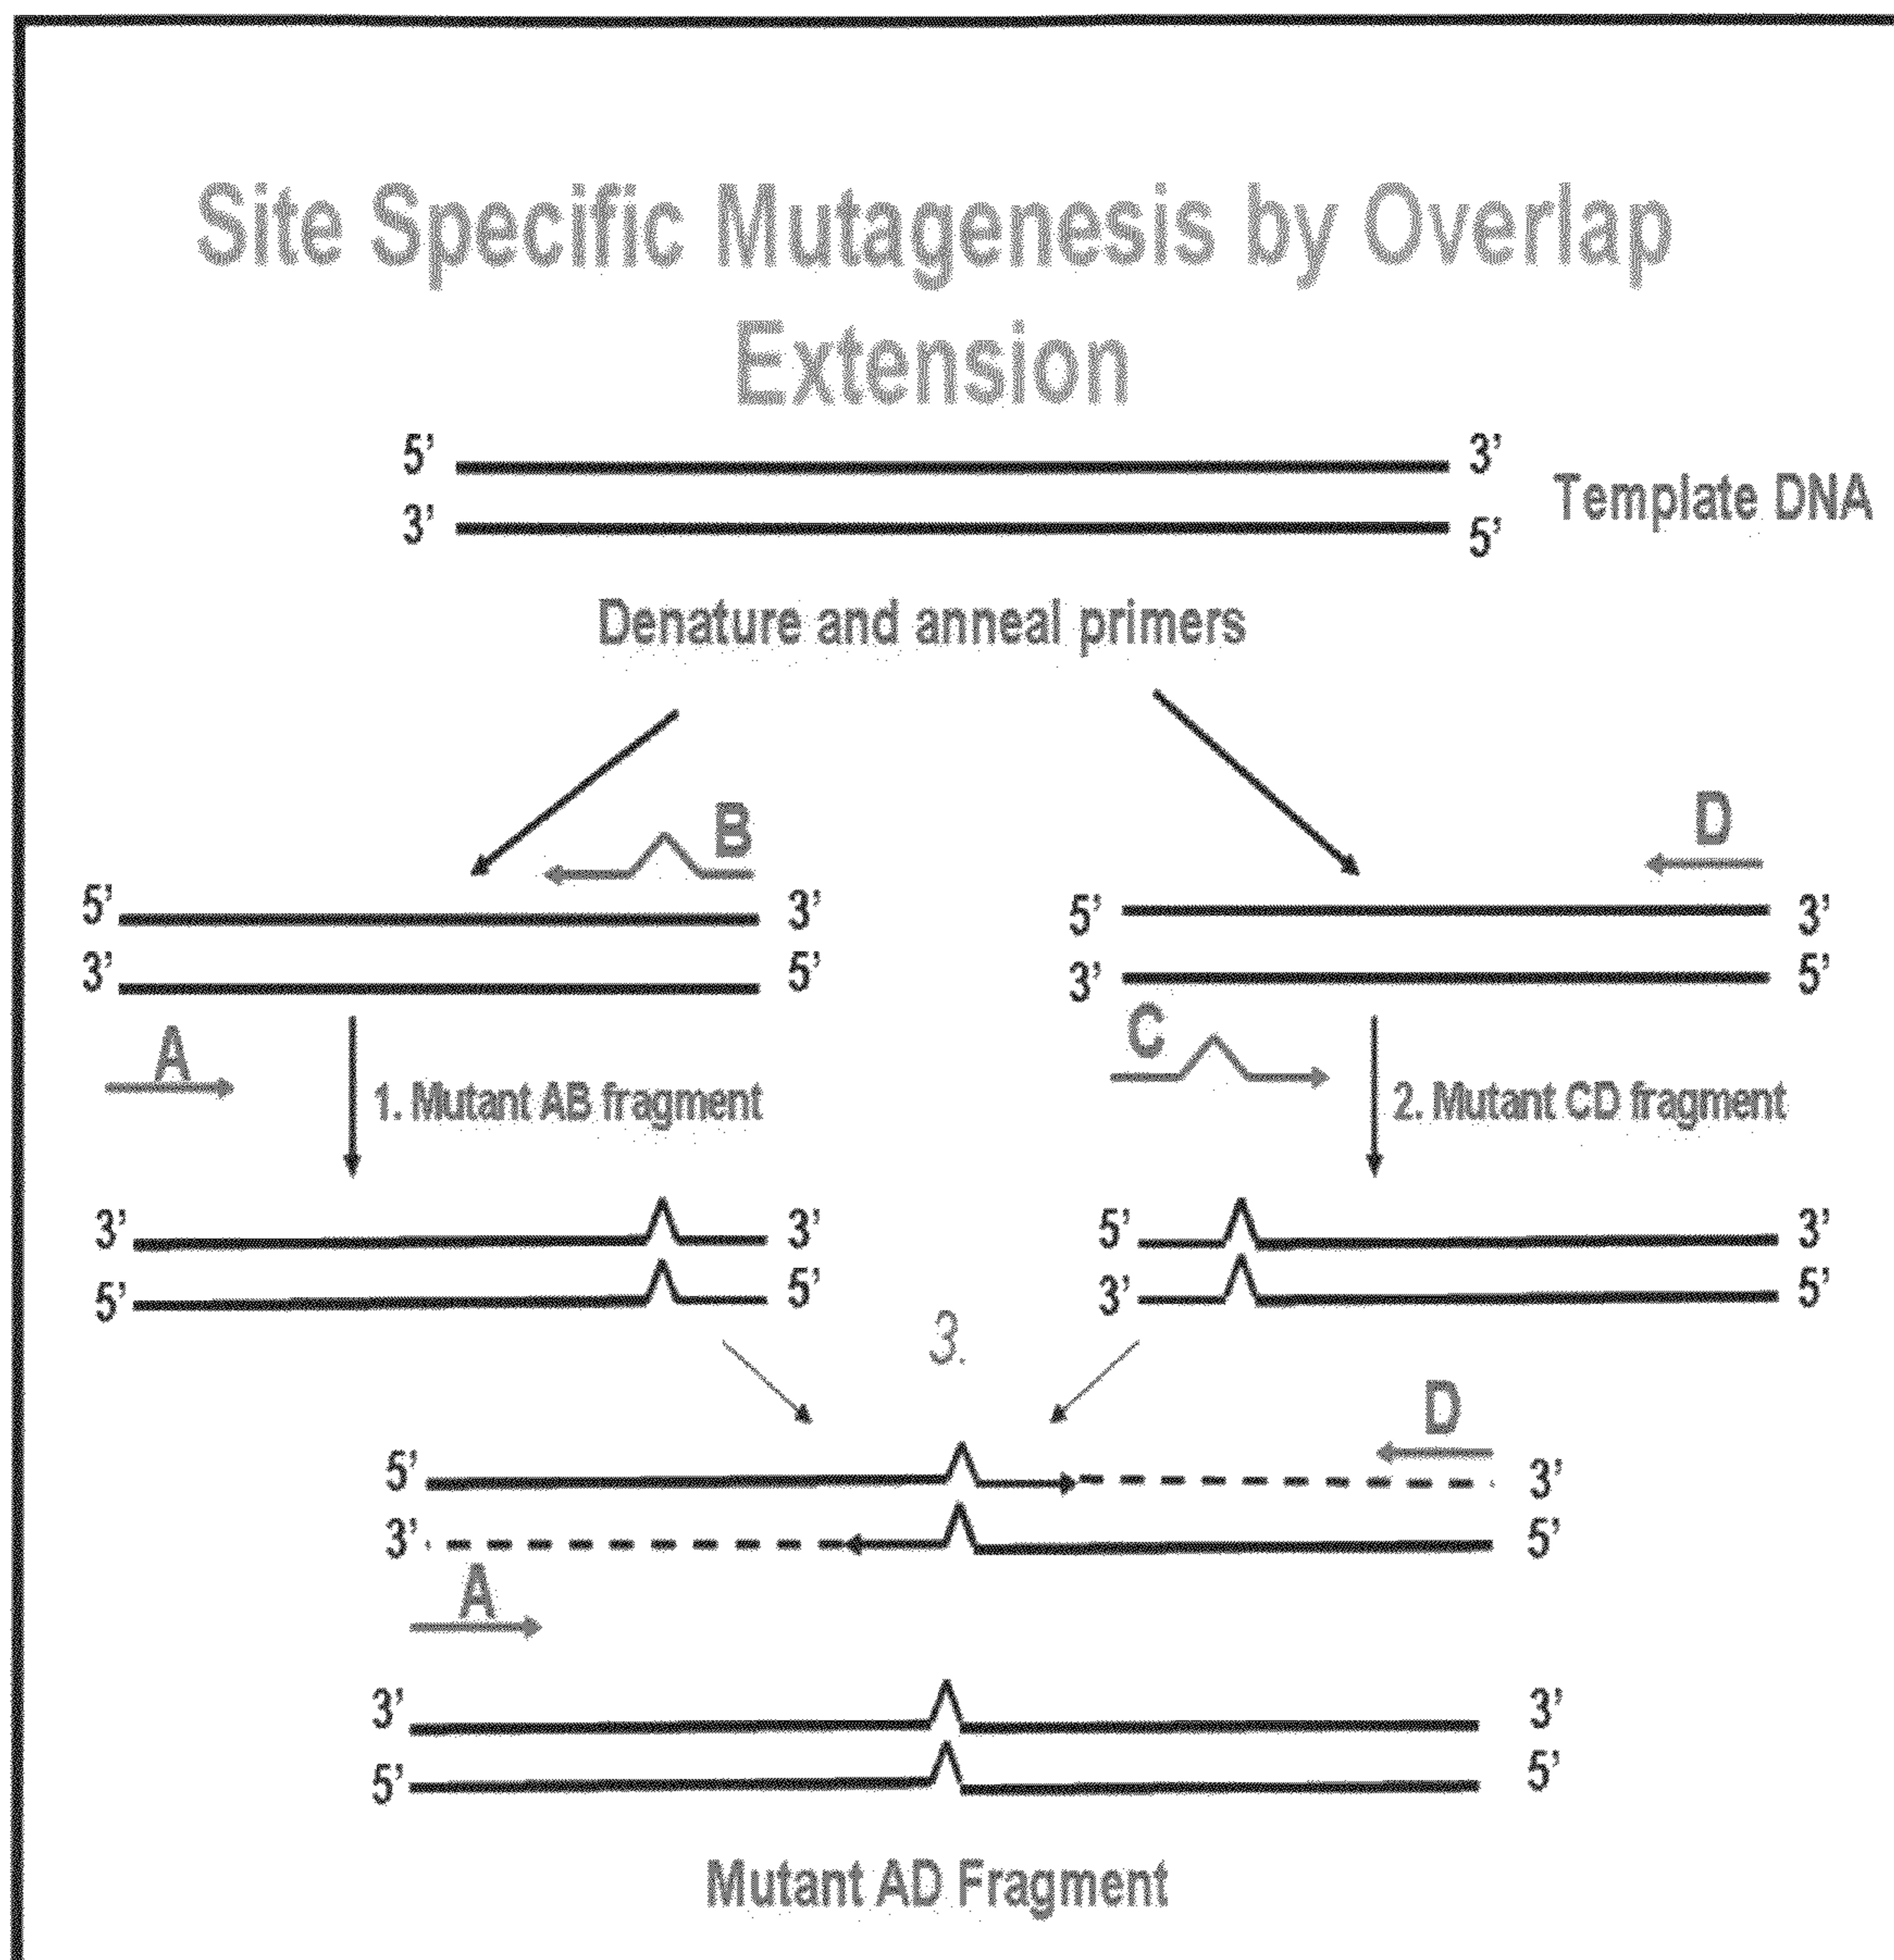 Site Specific Mutagenesis by Overlap
Extension
5’ 3’
Template DNA
3’ 5’
Denature and anneal primers
B D
5’ 3’ 5’ 3’
3’ 5’ 3’ 5’
A C
1. Mutant AB fragment 2. Mutant CD fragment
3’ 3’ 5’ 3’
5’ 5’ 3’ 5’
3.
D
5’ 3’
3’ 5’
A
3’ 3’
5’ 5’
Mutant AD Fragment